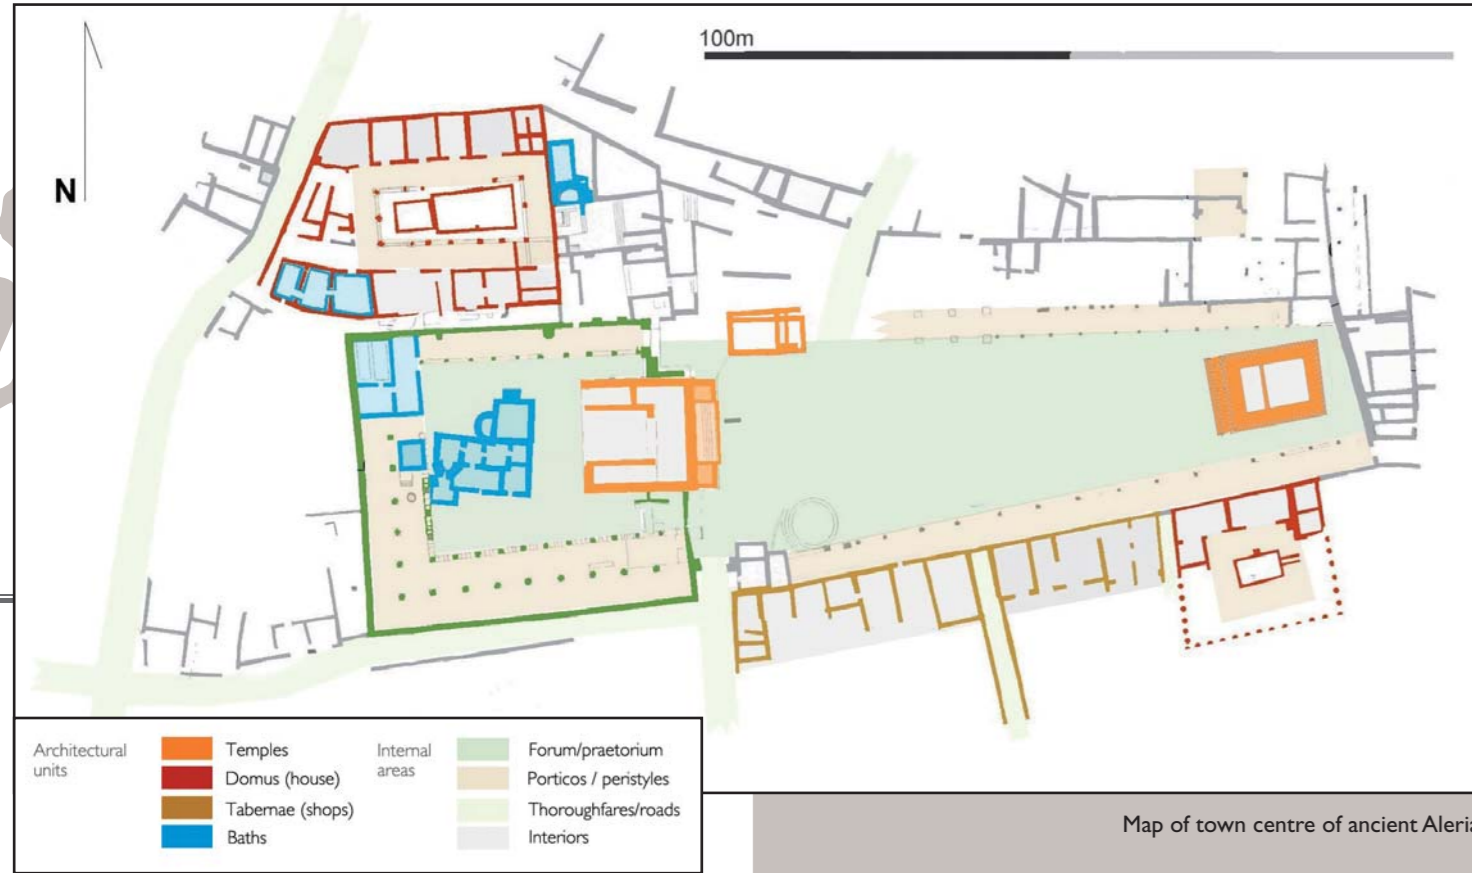 100m
N
Architectural
units
Temples
Domus (house)
Tabernae (shops)
Baths
Internal
areas
Forum/praetorium
Porticos / peristyles
Thoroughfares/roads
Interiors
Map of town centre of ancient Aleria